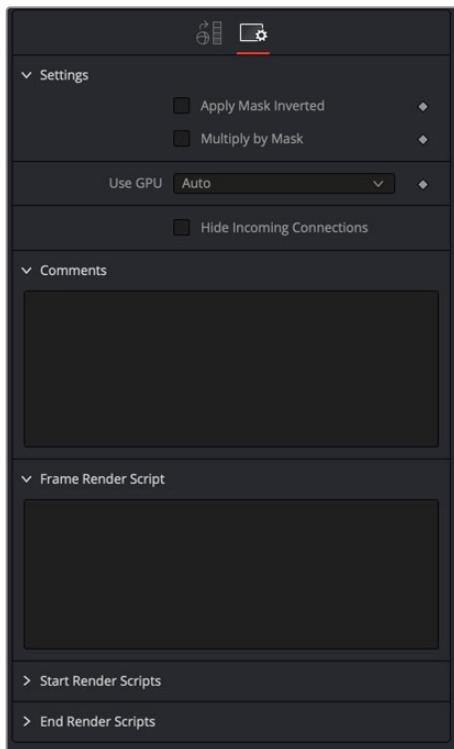 Settings
Apply Mask Inverted
Multiply by Mask
Use GPU Auto
Hide Incoming Connections
Comments
Frame Render Script
Start Render Scripts
End Render Scripts